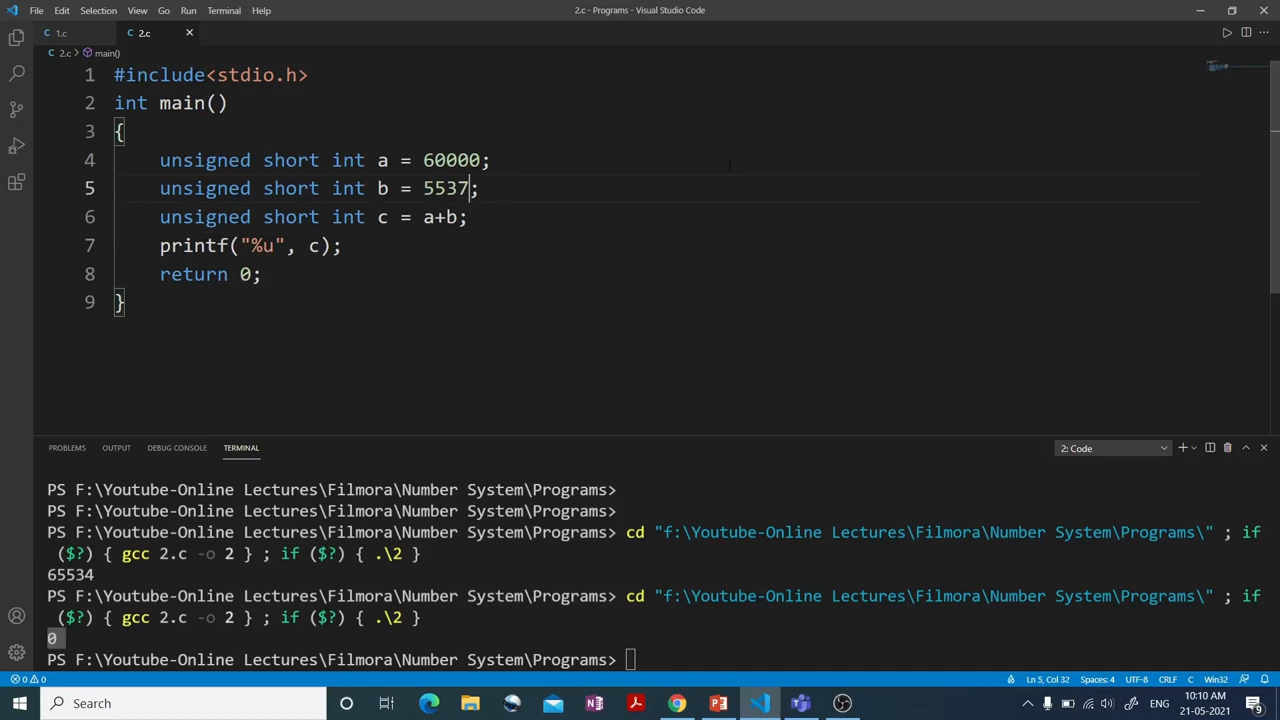 File Edit Selection View Go Run Terminal Help 2.c - Programs - Visual Studio Code
C 1.c C 2.c ×
C 2.c main()
1 #include<stdio.h>
2 int main()
3 {
4 unsigned short int a = 60000;
5 unsigned short int b = 5537;
6 unsigned short int c = a+b;
7 printf("%u", c);
8 return 0;
9 }
PROBLEMS OUTPUT DEBUG CONSOLE TERMINAL 2: Code
PS F:\Youtube-Online Lectures\Filmora\Number System\Programs>
PS F:\Youtube-Online Lectures\Filmora\Number System\Programs>
PS F:\Youtube-Online Lectures\Filmora\Number System\Programs> cd "f:\Youtube-Online Lectures\Filmora\Number System\Programs\" ; if
($?) { gcc 2.c -o 2 } ; if ($?) { .\2 }
65534
PS F:\Youtube-Online Lectures\Filmora\Number System\Programs> cd "f:\Youtube-Online Lectures\Filmora\Number System\Programs\" ; if
($?) { gcc 2.c -o 2 } ; if ($?) { .\2 }
0
PS F:\Youtube-Online Lectures\Filmora\Number System\Programs>
0 0 Ln 5, Col 32 Spaces: 4 UTF-8 CRLF C Win32
Search ENG 10:10 AM
21-05-2021